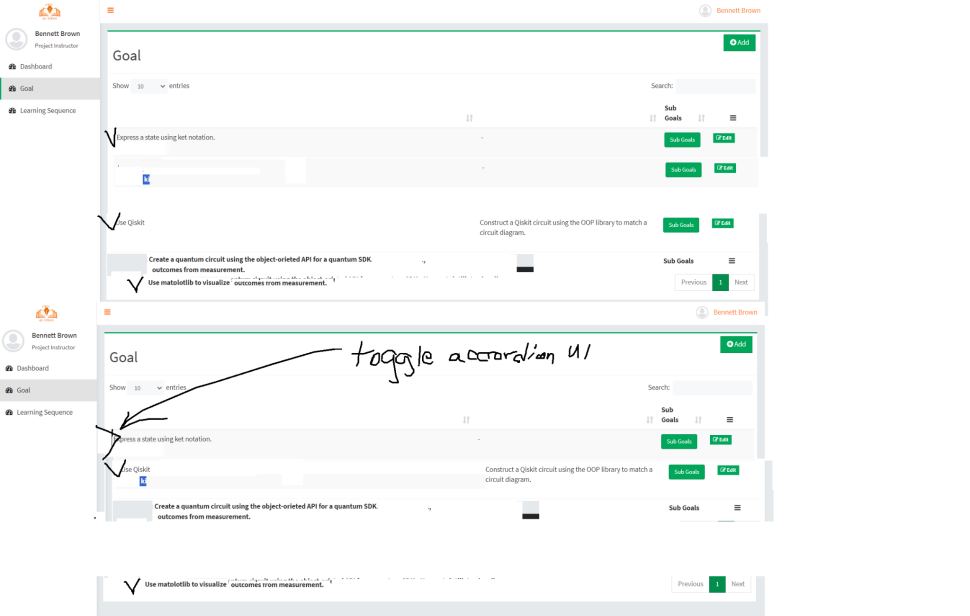 Bennett Brown
Bennett Brown
Project Instructor
Dashboard
Goal
Learning Sequence
Add
Goal
Show 10 entries
Search:
Sub Goals
Express a state using ket notation.
-
Sub Goals
Edit
-
Sub Goals
Edit
ki
Use Qiskit
Construct a Qiskit circuit using the OOP library to match a
circuit diagram.
Sub Goals
Edit
Create a quantum circuit using the object-orieted API for a quantum SDK.
outcomes from measurement.
Sub Goals
Use matplotlib to visualize outcomes from measurement.
Previous 1 Next
Bennett Brown
Bennett Brown
Project Instructor
Dashboard
Goal
Learning Sequence
toggle accordian UI
Add
Goal
Show 10 entries
Search:
Sub Goals
Express a state using ket notation.
-
Sub Goals
Edit
Use Qiskit
Construct a Qiskit circuit using the OOP library to match a
circuit diagram.
Sub Goals
Edit
ki
Create a quantum circuit using the object-orieted API for a quantum SDK.
outcomes from measurement.
Sub Goals
Use matplotlib to visualize outcomes from measurement.
Previous 1 Next